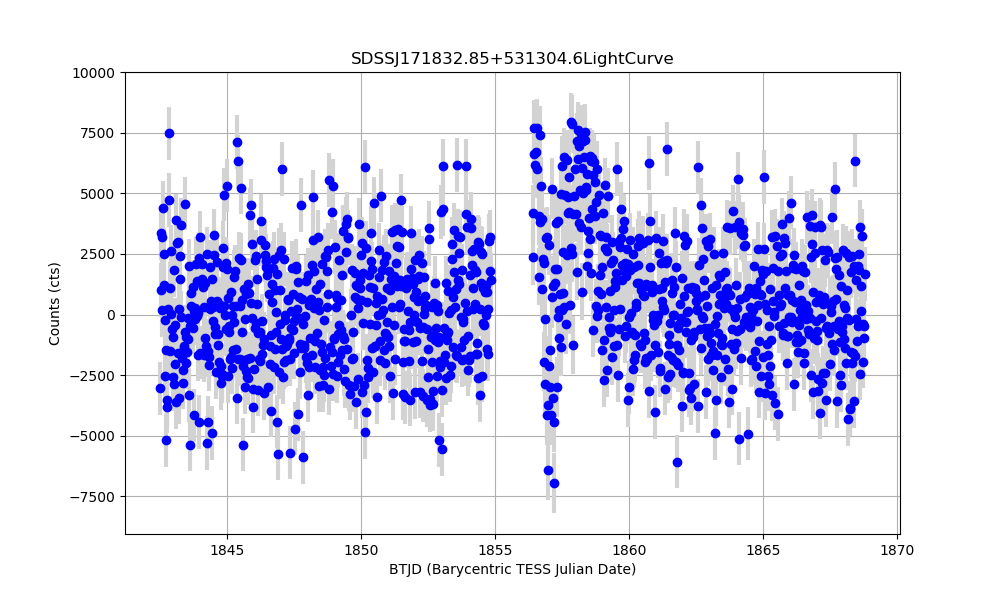 SDSSJ171832.85+531304.6LightCurve
10000
7500
5000
2500
0
−2500
−5000
−7500
Counts (cts)
1845 1850 1855 1860 1865 1870
BTJD (Barycentric TESS Julian Date)